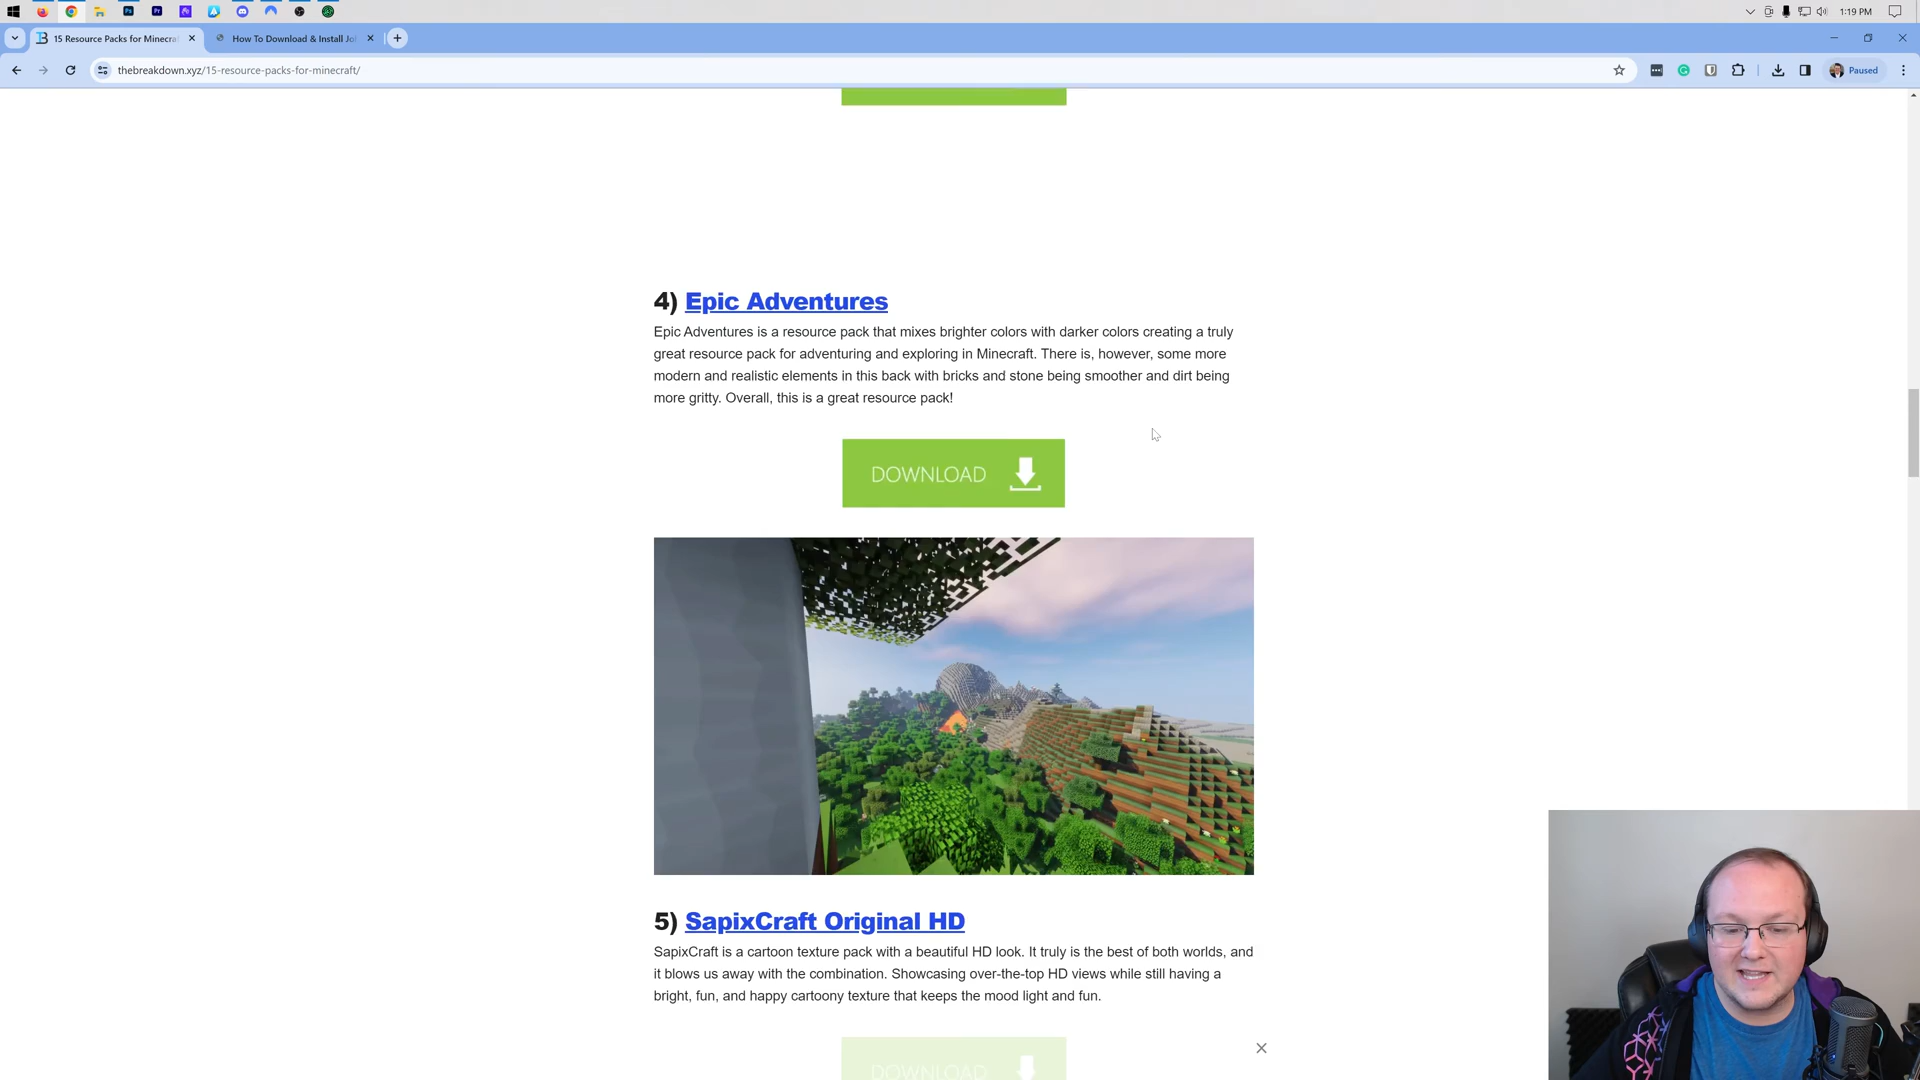 1:19 PM
15 Resource Packs for Minecra
How To Download & Install Jo
thebreakdown.xyz/15-resource-packs-for-minecraft/
Paused
4) Epic Adventures
Epic Adventures is a resource pack that mixes brighter colors with darker colors creating a truly
great resource pack for adventuring and exploring in Minecraft. There is, however, some more
modern and realistic elements in this back with bricks and stone being smoother and dirt being
more gritty. Overall, this is a great resource pack!
DOWNLOAD
5) SapixCraft Original HD
SapixCraft is a cartoon texture pack with a beautiful HD look. It truly is the best of both worlds, and
it blows us away with the combination. Showcasing over-the-top HD views while still having a
bright, fun, and happy cartoony texture that keeps the mood light and fun.
DOWNLOAD